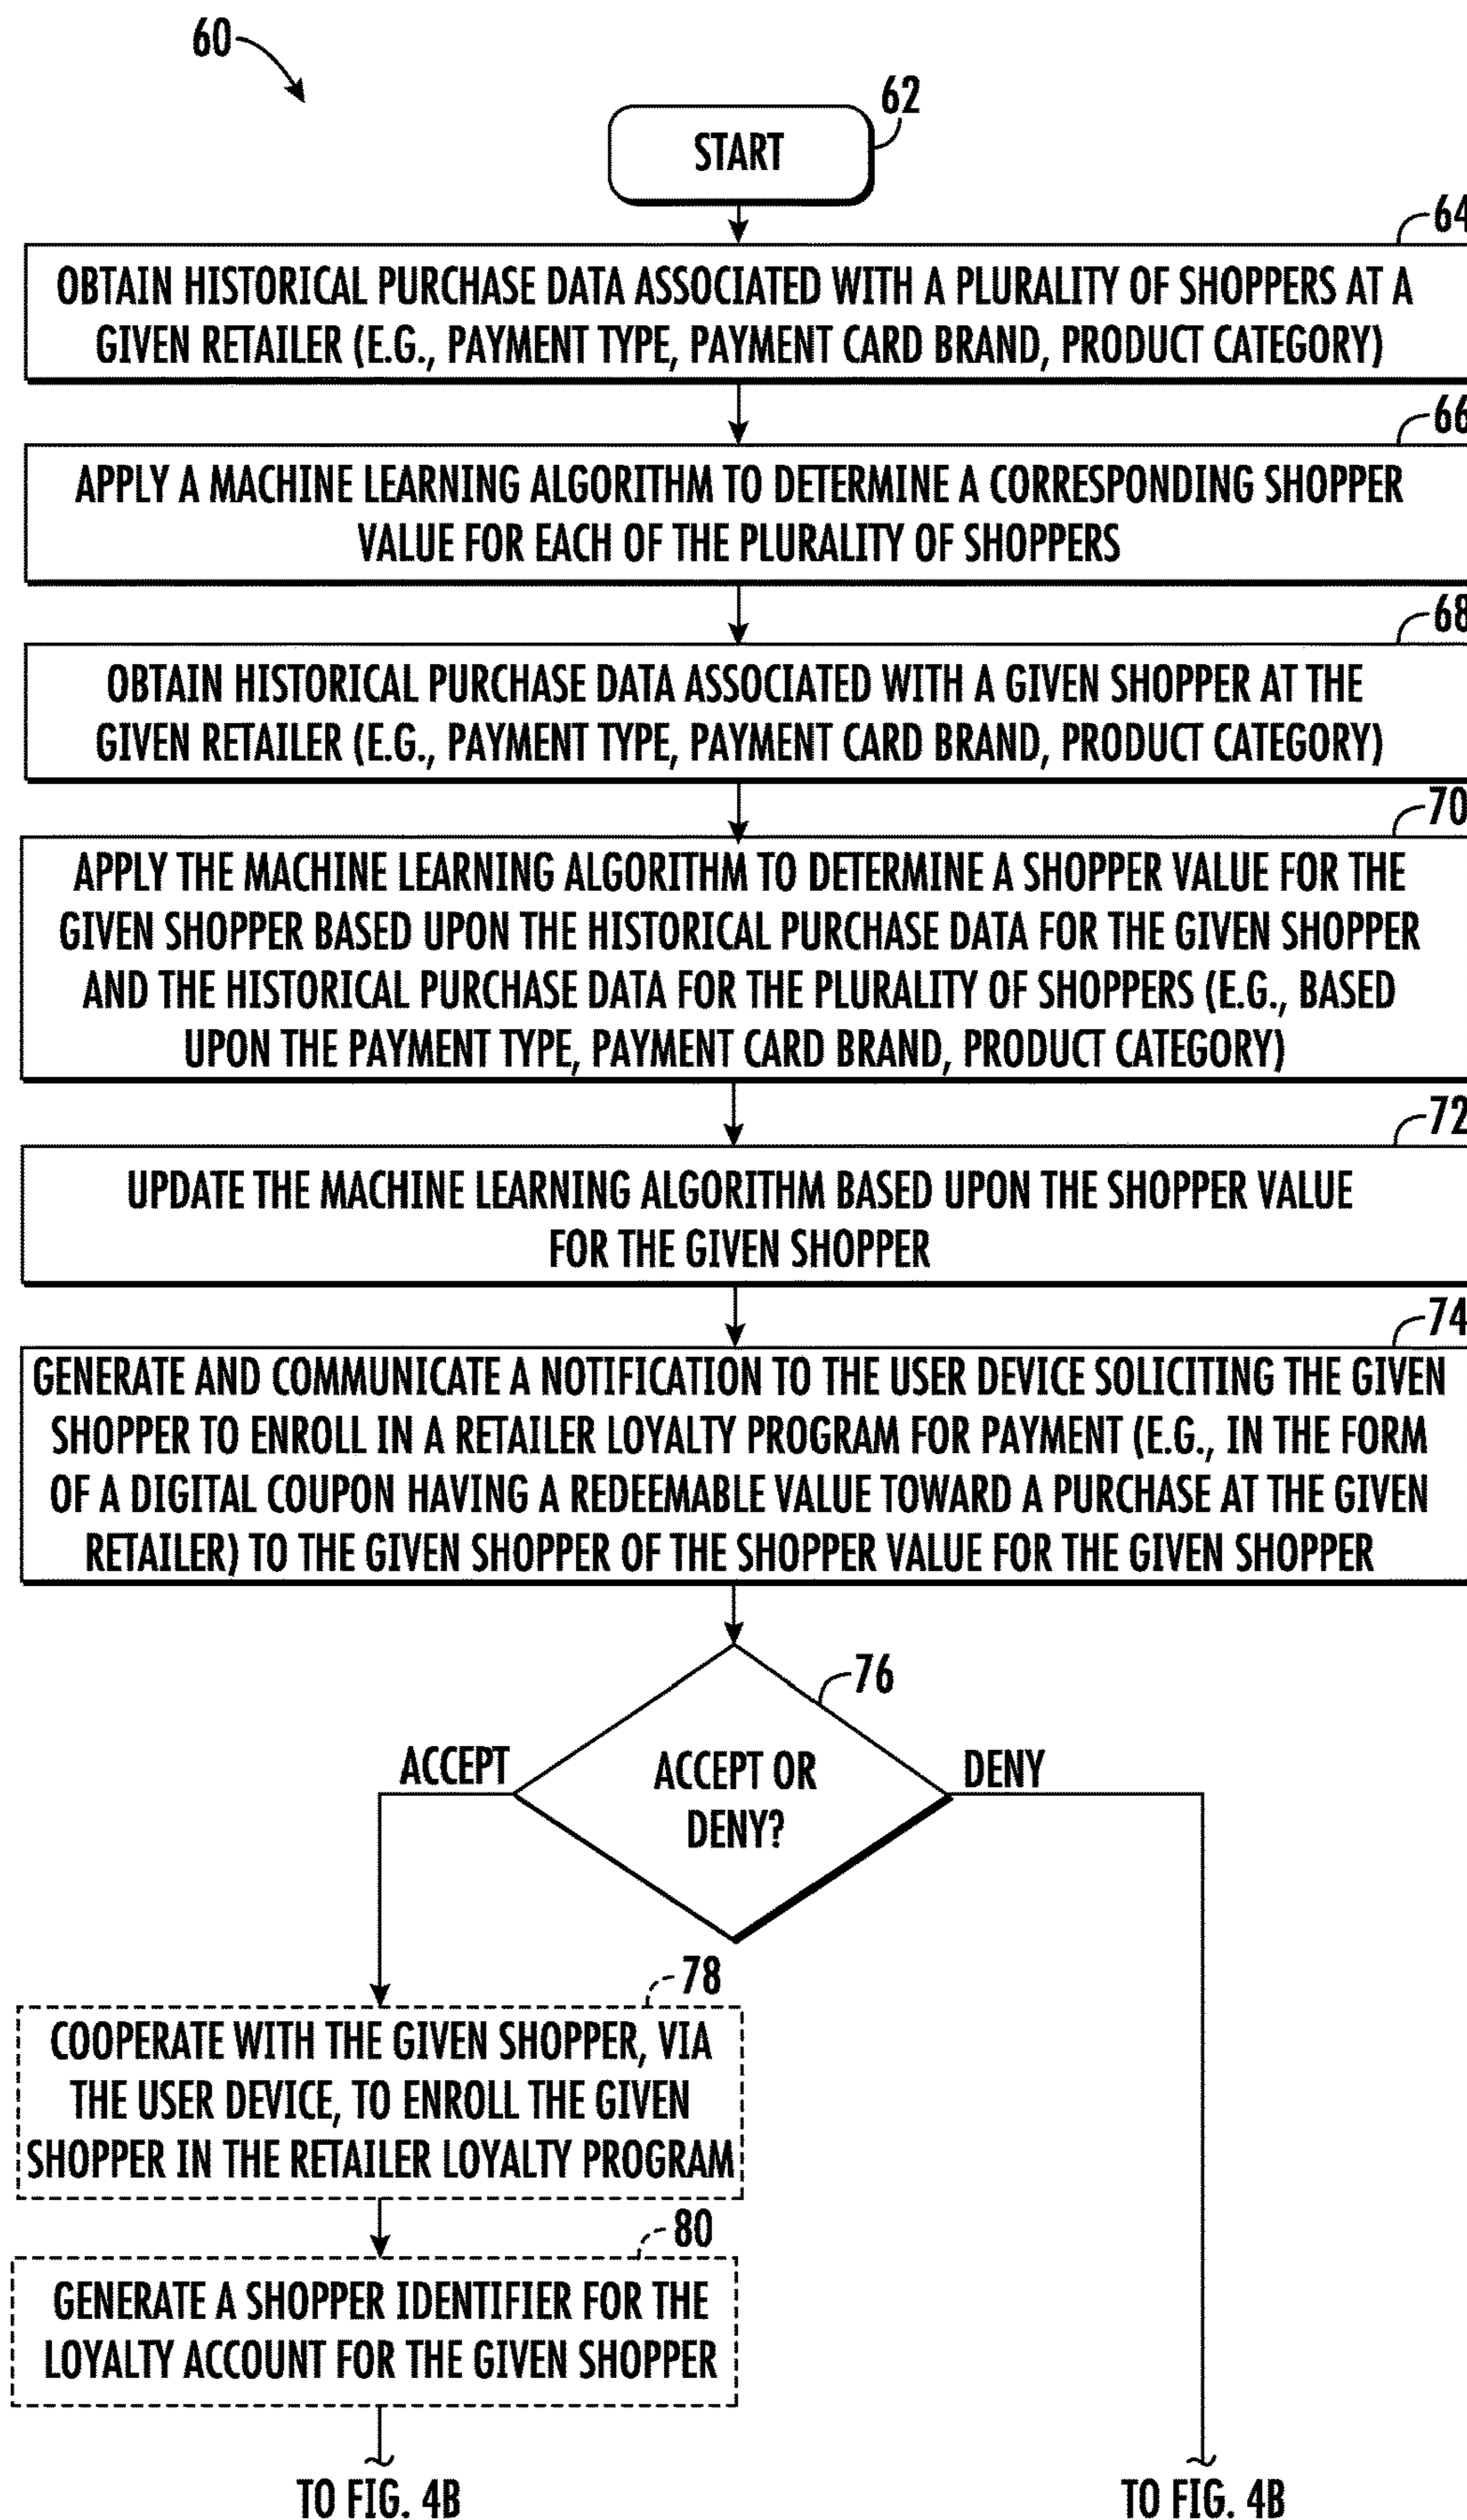 60
62
START
64
OBTAIN HISTORICAL PURCHASE DATA ASSOCIATED WITH A PLURALITY OF SHOPPERS AT A
GIVEN RETAILER (E.G., PAYMENT TYPE, PAYMENT CARD BRAND, PRODUCT CATEGORY)
66
APPLY A MACHINE LEARNING ALGORITHM TO DETERMINE A CORRESPONDING SHOPPER
VALUE FOR EACH OF THE PLURALITY OF SHOPPERS
68
OBTAIN HISTORICAL PURCHASE DATA ASSOCIATED WITH A GIVEN SHOPPER AT THE
GIVEN RETAILER (E.G., PAYMENT TYPE, PAYMENT CARD BRAND, PRODUCT CATEGORY)
70
APPLY THE MACHINE LEARNING ALGORITHM TO DETERMINE A SHOPPER VALUE FOR THE
GIVEN SHOPPER BASED UPON THE HISTORICAL PURCHASE DATA FOR THE GIVEN SHOPPER
AND THE HISTORICAL PURCHASE DATA FOR THE PLURALITY OF SHOPPERS (E.G., BASED
UPON THE PAYMENT TYPE, PAYMENT CARD BRAND, PRODUCT CATEGORY)
72
UPDATE THE MACHINE LEARNING ALGORITHM BASED UPON THE SHOPPER VALUE
FOR THE GIVEN SHOPPER
74
GENERATE AND COMMUNICATE A NOTIFICATION TO THE USER DEVICE SOLICITING THE GIVEN
SHOPPER TO ENROLL IN A RETAILER LOYALTY PROGRAM FOR PAYMENT (E.G., IN THE FORM
OF A DIGITAL COUPON HAVING A REDEEMABLE VALUE TOWARD A PURCHASE AT THE GIVEN
RETAILER) TO THE GIVEN SHOPPER OF THE SHOPPER VALUE FOR THE GIVEN SHOPPER
76
ACCEPT
ACCEPT OR
DENY?
DENY
78
COOPERATE WITH THE GIVEN SHOPPER, VIA
THE USER DEVICE, TO ENROLL THE GIVEN
SHOPPER IN THE RETAILER LOYALTY PROGRAM
80
GENERATE A SHOPPER IDENTIFIER FOR THE
LOYALTY ACCOUNT FOR THE GIVEN SHOPPER
TO FIG. 4B
TO FIG. 4B